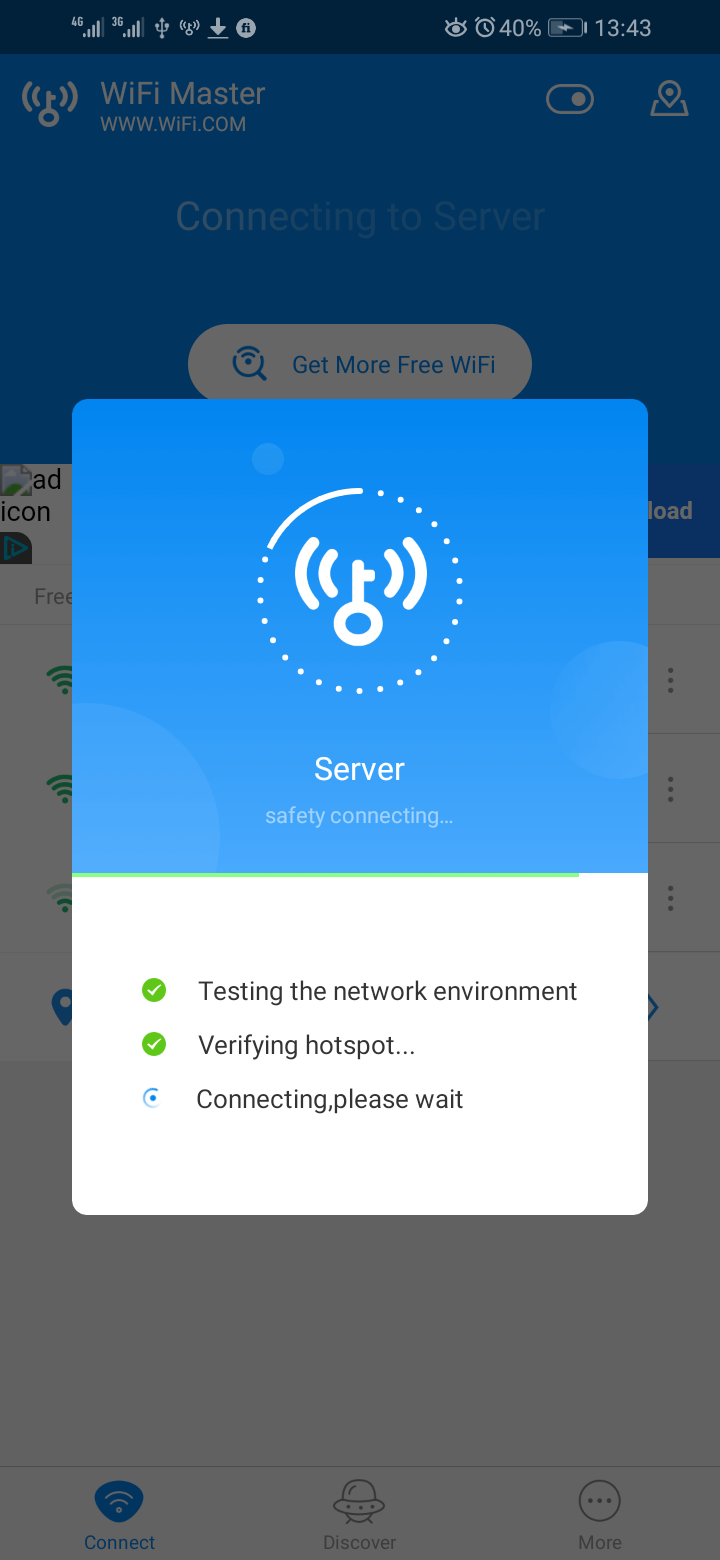 4G 3G 40% 13:43
WiFi Master
WWW.WiFi.COM
Connecting to Server
Get More Free WiFi
ad
icon
load
Free
Server
safety connecting...
Testing the network environment
Verifying hotspot...
Connecting,please wait
Connect Discover More